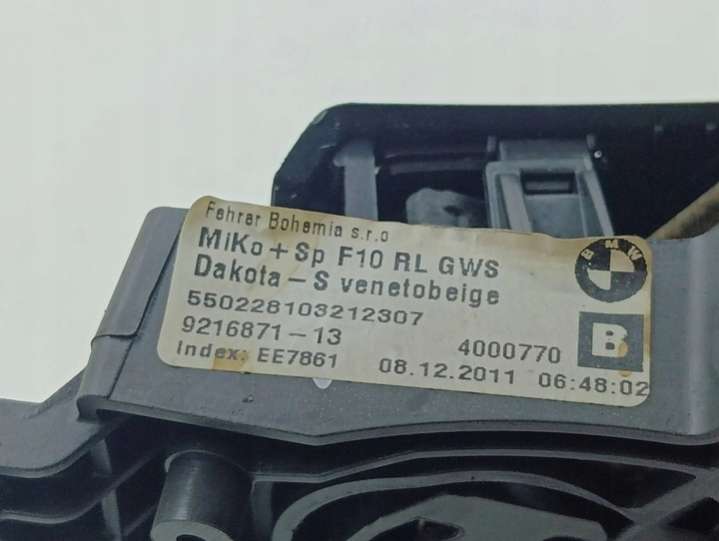 Fehrer Bohemia s.r.o
MiKo+Sp F10 RL GWS
Dakota-S venetobeige
550228103212307
9216871-13
4000770
B
Index: EE7861
08.12.2011 06:48:02
BMW